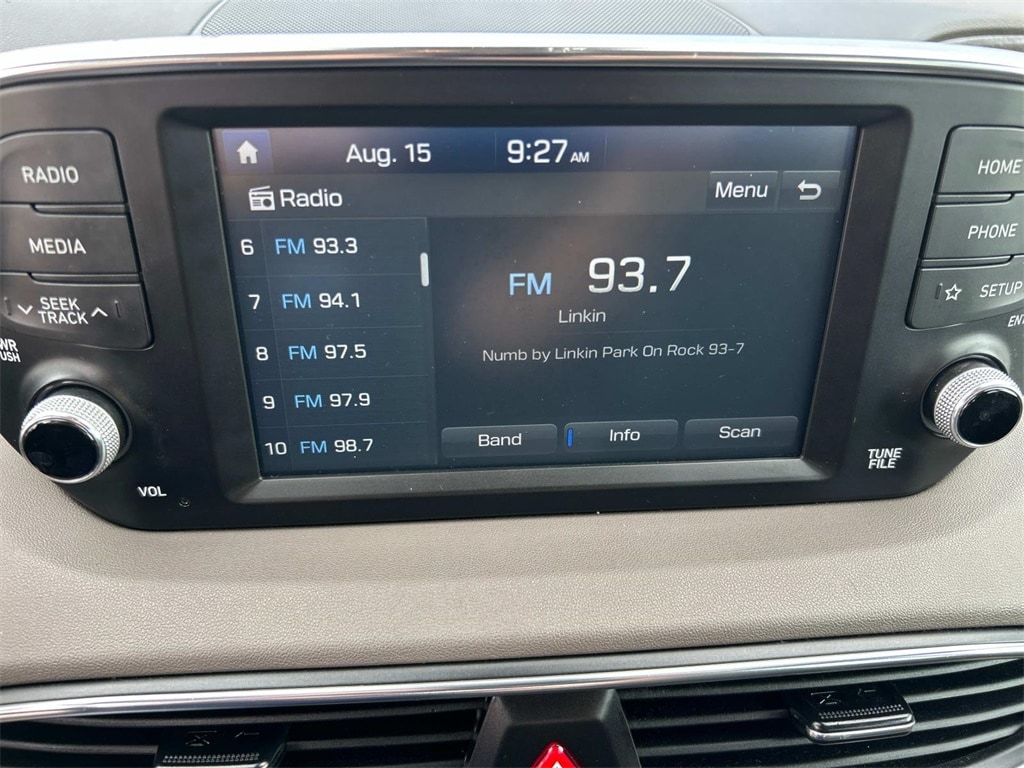 Aug. 15 9:27 AM
Radio Menu
6 FM 93.3
7 FM 94.1
8 FM 97.5
9 FM 97.9
10 FM 98.7
FM 93.7
Linkin
Numb by Linkin Park On Rock 93-7
Band Info Scan
RADIO
MEDIA
SEEK
TRACK
VOL
HOME
PHONE
SETUP
TUNE
FILE